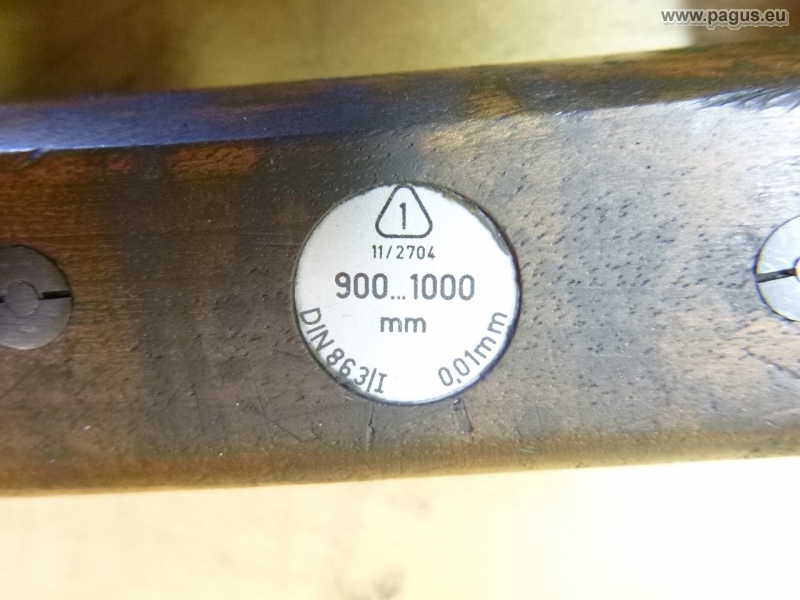 www.pagus.eu
1
11/2704
900...1000
mm
DIN 863/I
0,01mm